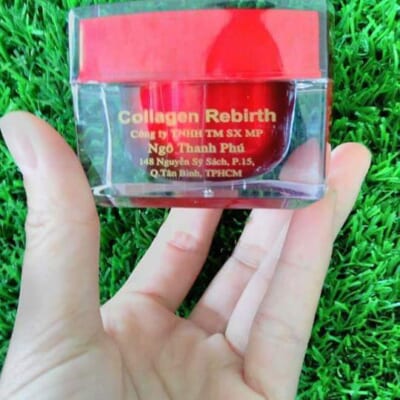 Collagen Rebirth
Công ty TNHH TM SX MP
Ngô Thanh Phú
148 Nguyễn Sỹ Sách, P.15,
Q.Tân Bình, TPHCM